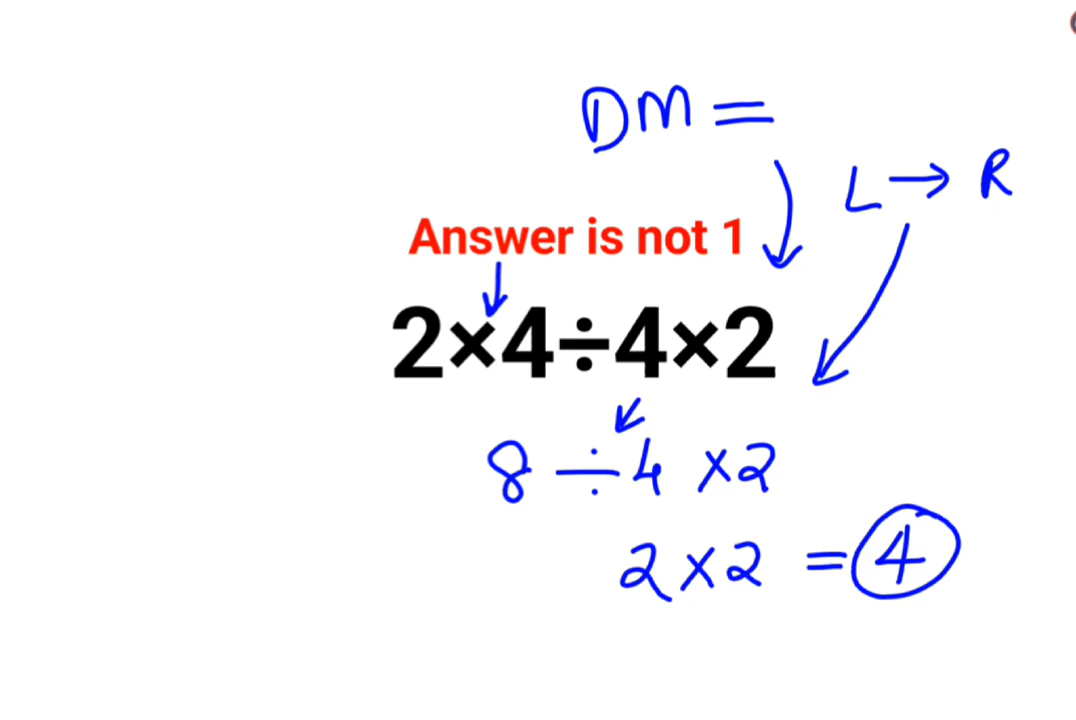 DM =
L → R
Answer is not 1
2×4÷4×2
8 ÷ 4 × 2
2 × 2 = 4